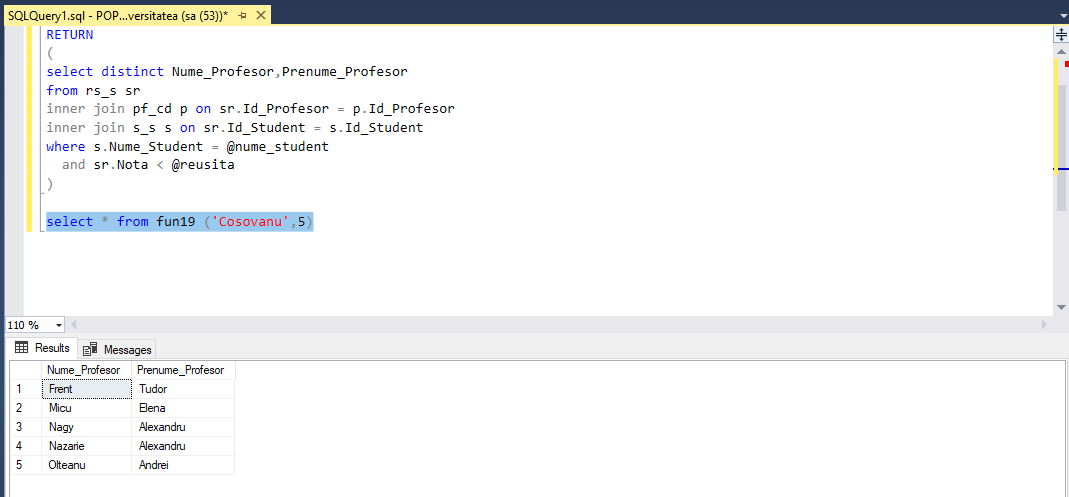 SQLQuery1.sql - POP...versitatea (sa (53))*
RETURN
(
select distinct Nume_Profesor,Prenume_Profesor
from rs_s sr
inner join pf_cd p on sr.Id_Profesor = p.Id_Profesor
inner join s_s s on sr.Id_Student = s.Id_Student
where s.Nume_Student = @nume_student
and sr.Nota < @reusita
)
select * from fun19 ('Cosovanu',5)
110 %
Results Messages
Nume_Profesor Prenume_Profesor
1 Frent Tudor
2 Micu Elena
3 Nagy Alexandru
4 Nazarie Alexandru
5 Olteanu Andrei